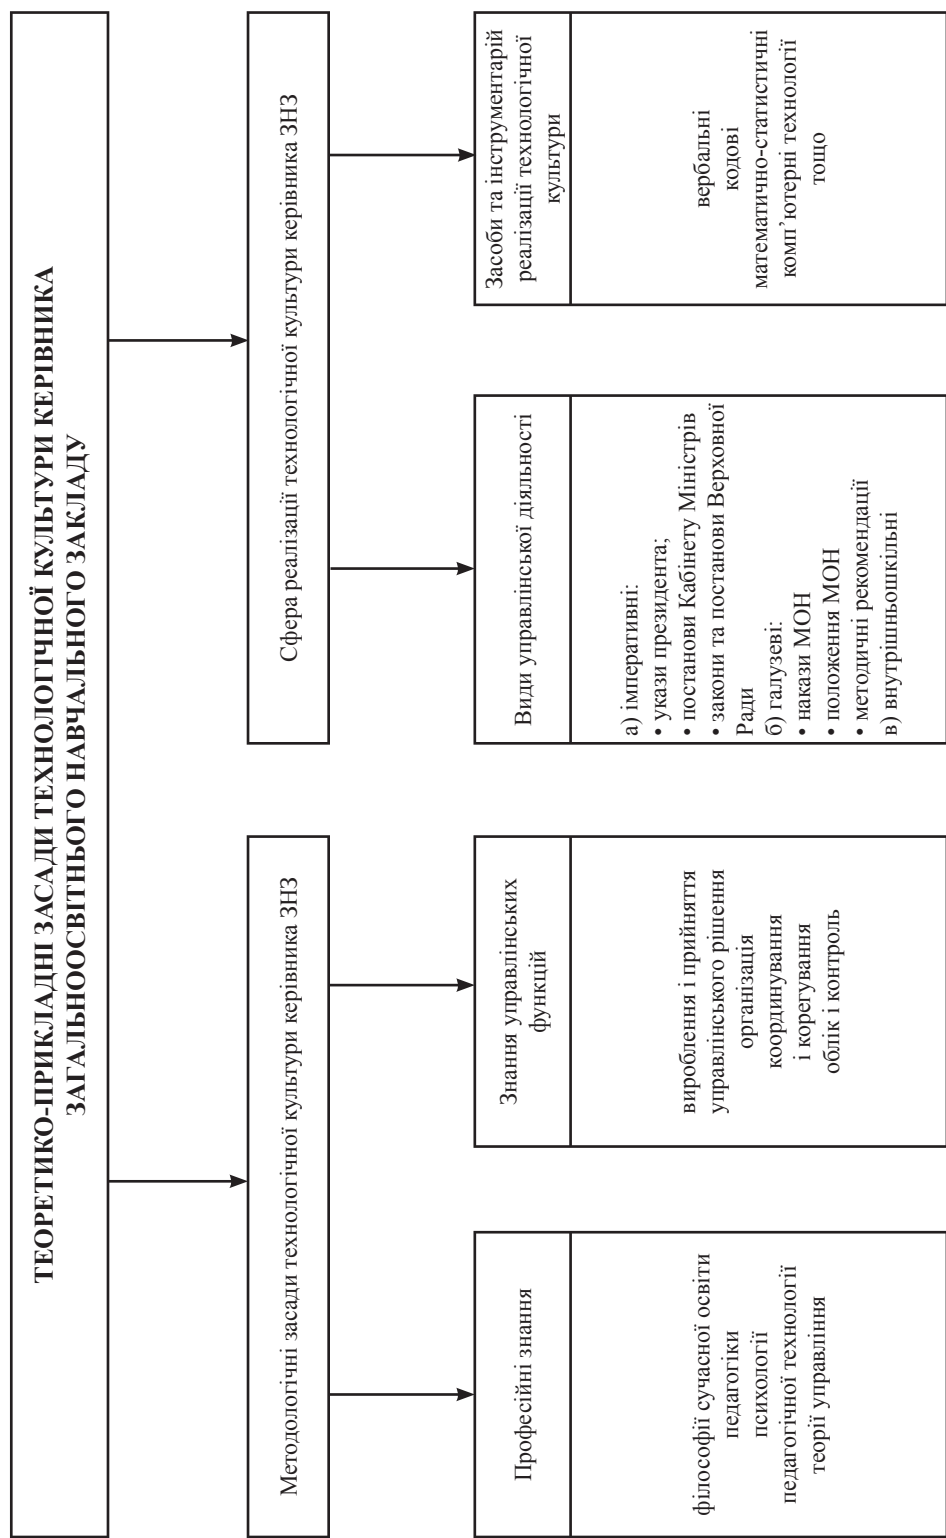 ТЕОРЕТИКО-ПРИКЛАДНІ ЗАСАДИ ТЕХНОЛОГІЧНОЇ КУЛЬТУРИ КЕРІВНИКА
ЗАГАЛЬНООСВІТНЬОГО НАВЧАЛЬНОГО ЗАКЛАДУ
Методологічні засади технологічної культури керівника ЗНЗ
Сфера реалізації технологічної культури керівника ЗНЗ
Професійні знання
філософії сучасної освіти
педагогіки
психології
педагогічної технології
теорії управління
Знання управлінських
функцій
вироблення і прийняття
управлінського рішення
організація
координування
і корегування
облік і контроль
Види управлінської діяльності
а) імперативні:
• укази президента;
• постанови Кабінету Міністрів
• закони та постанови Верховної
Ради
б) галузеві:
• накази МОН
• положення МОН
• методичні рекомендації
в) внутрішньошкільні
Засоби та інструментарій
реалізації технологічної
культури
вербальні
кодові
математично-статистичні
комп’ютерні технології
тощо